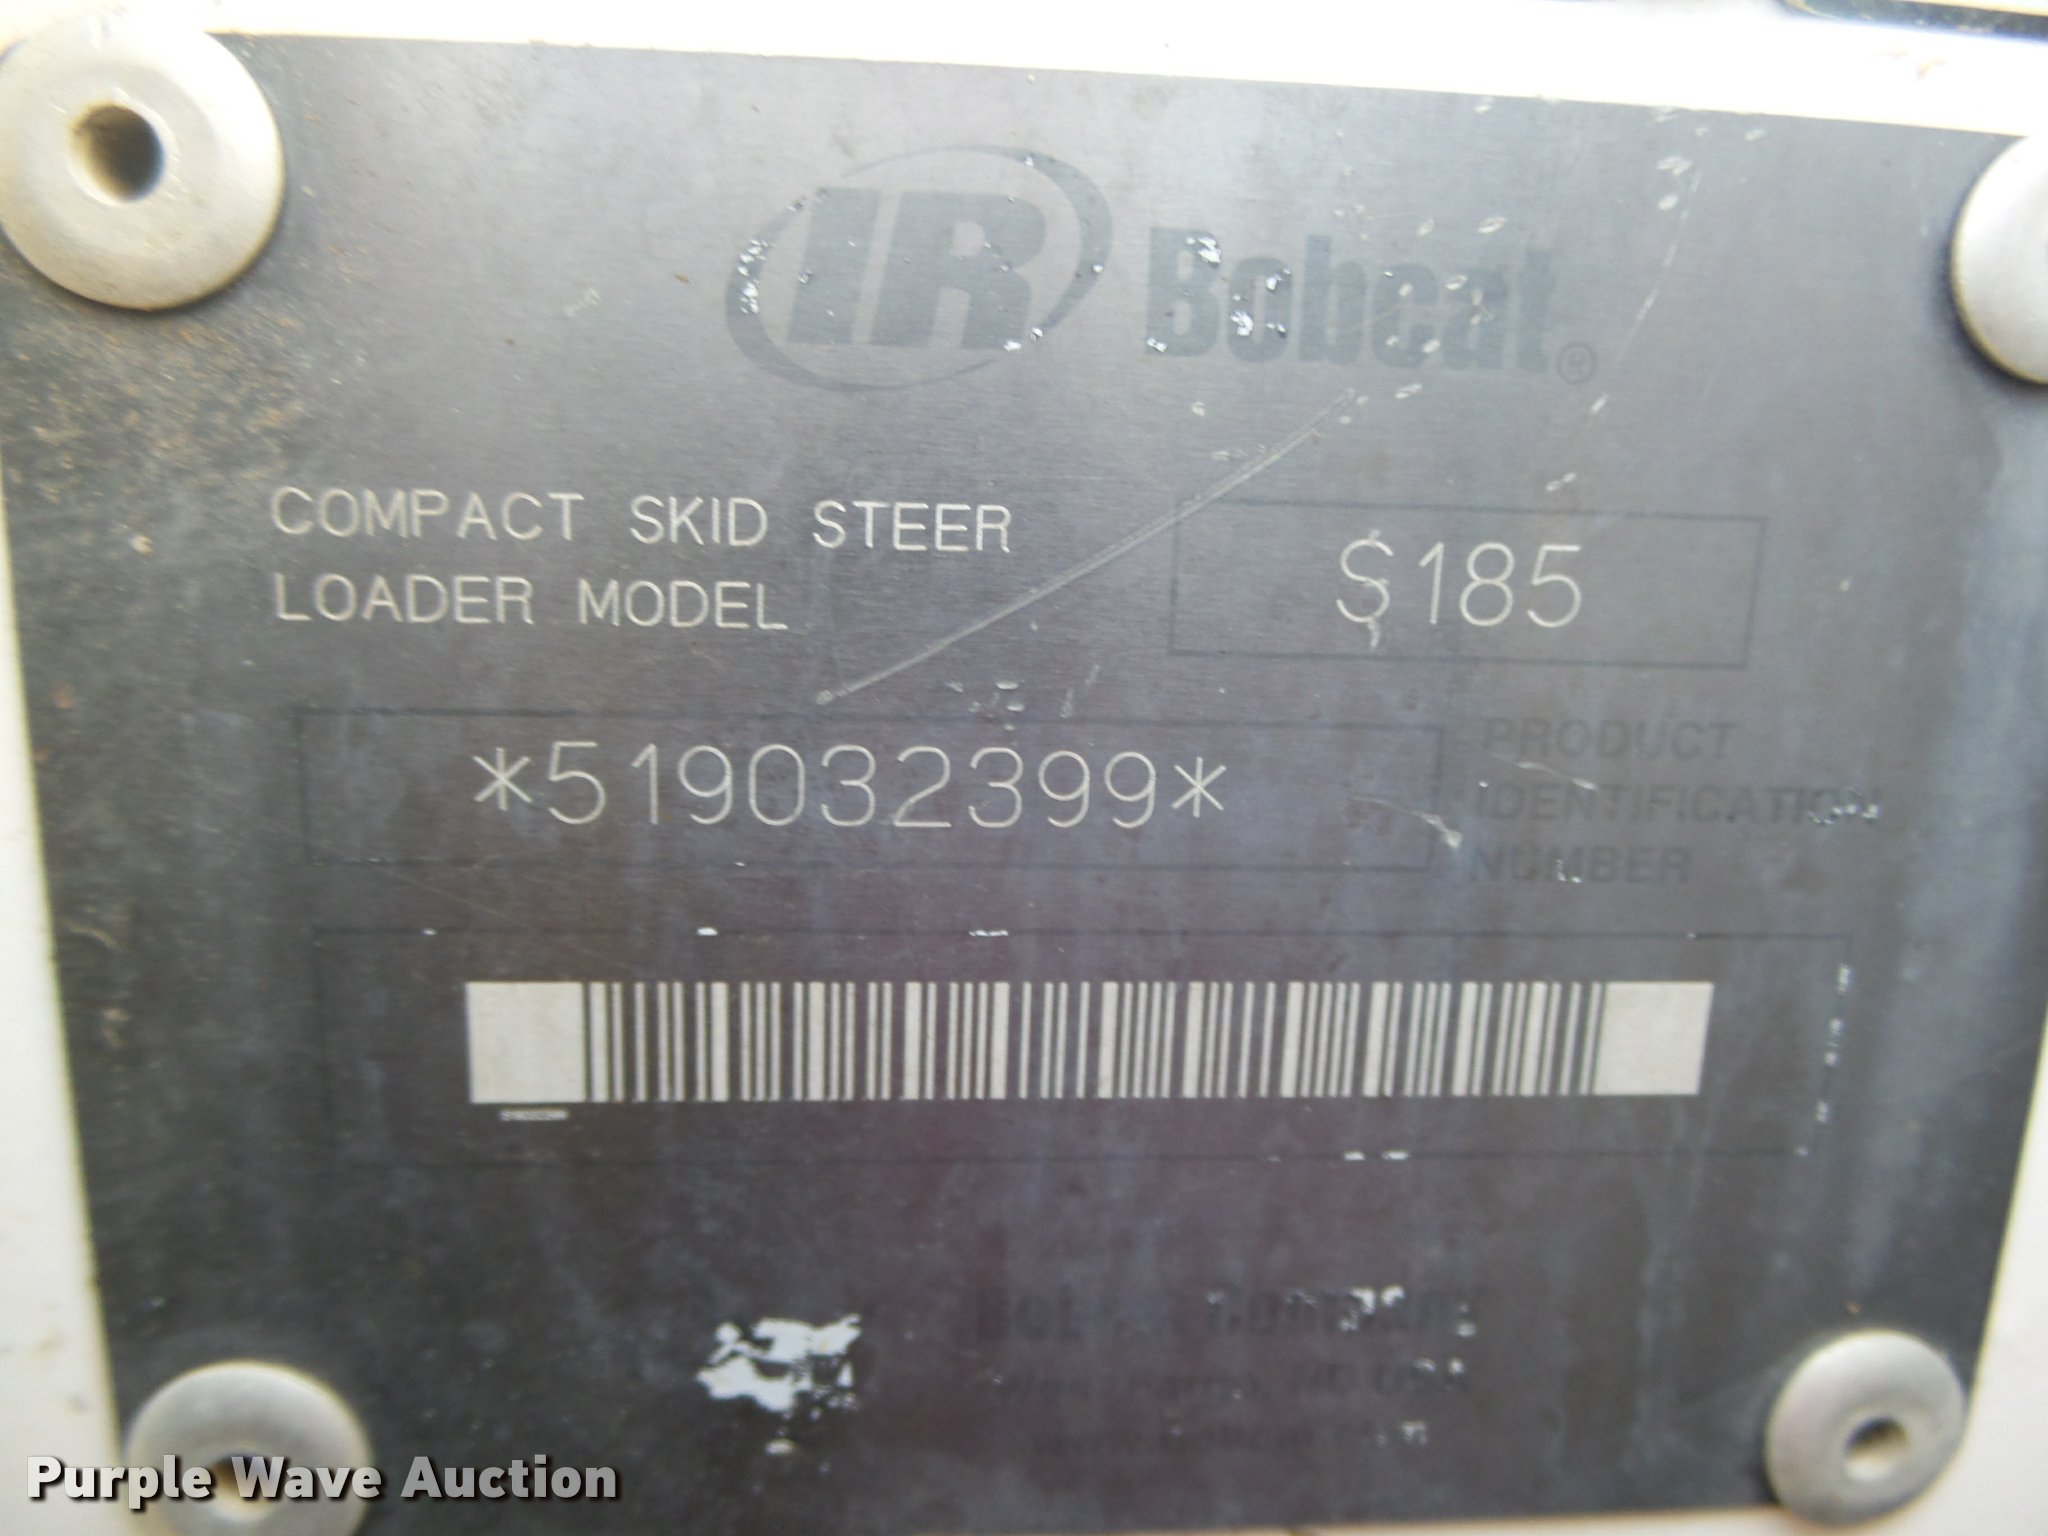 IR Bobcat®
COMPACT SKID STEER
LOADER MODEL
S185
*519032399*
PRODUCT
IDENTIFICATION
NUMBER
Purple Wave Auction